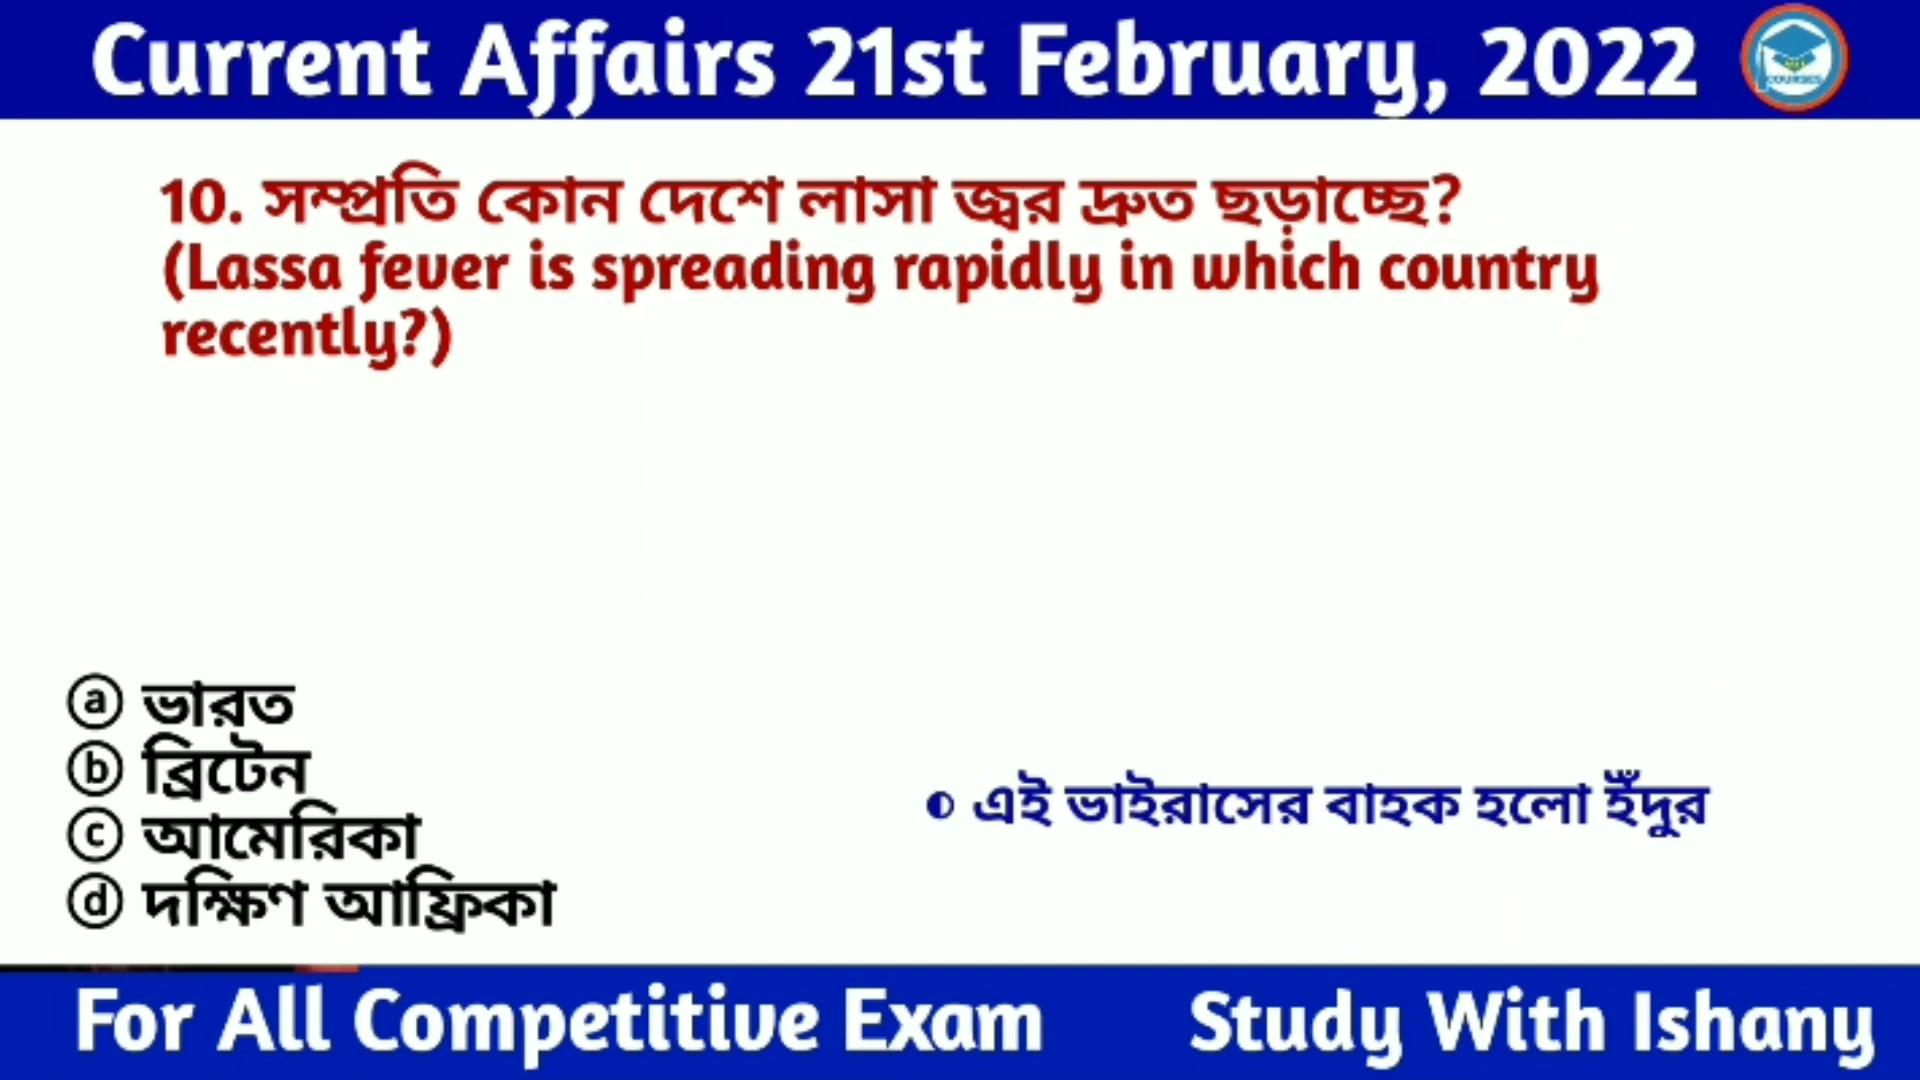 Current Affairs 21st February, 2022
COURSES
10. সম্প্রতি কোন দেশে লাসা জ্বর দ্রুত ছড়াচ্ছে?
(Lassa fever is spreading rapidly in which country
recently?)
ⓐ ভারত
ⓑ ব্রিটেন
ⓒ আমেরিকা
ⓓ দক্ষিণ আফ্রিকা
◐ এই ভাইরাসের বাহক হলো ইঁদুর
For All Competitive Exam Study With Ishany